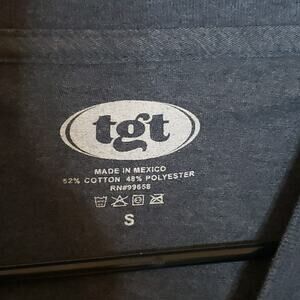 tgt
MADE IN MEXICO
52% COTTON 48% POLYESTER
RN#99658
S